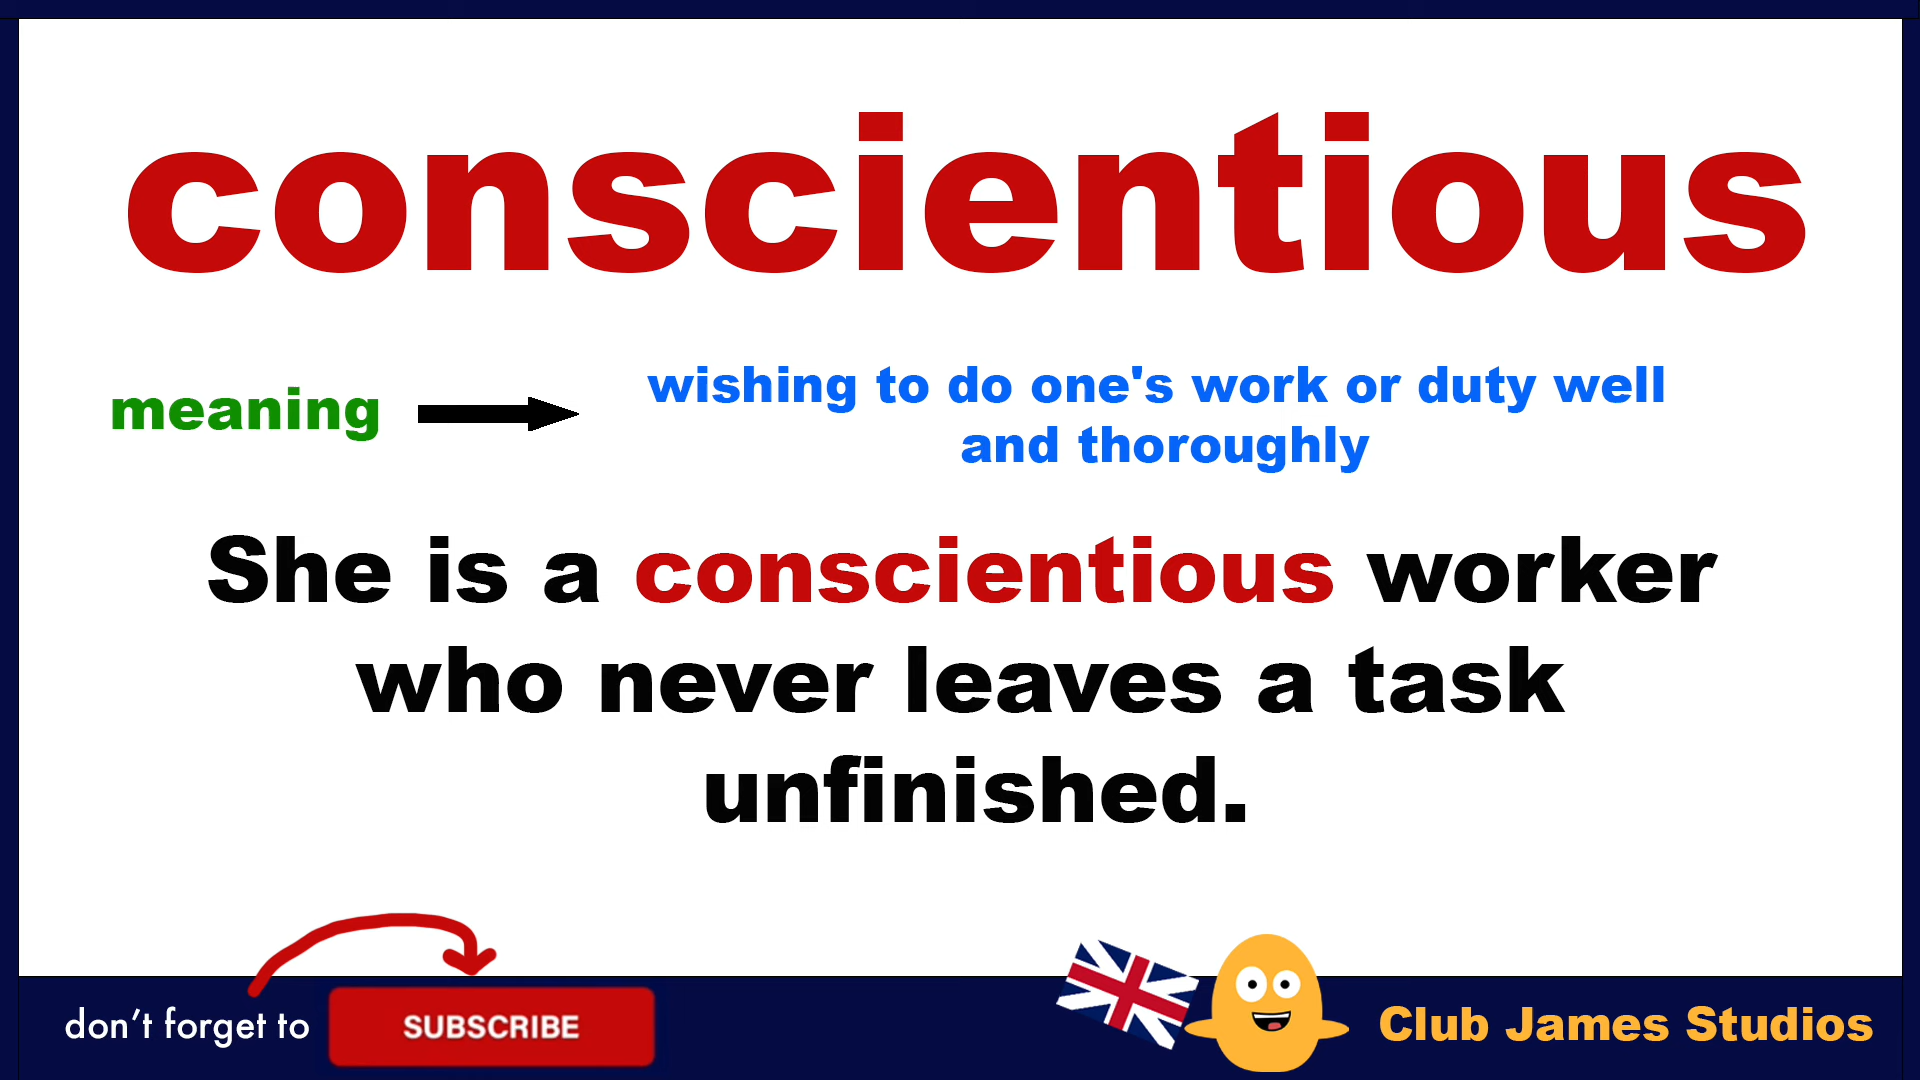 conscientious
meaning
wishing to do one's work or duty well
and thoroughly
She is a conscientious worker
who never leaves a task
unfinished.
don't forget to
SUBSCRIBE
Club James Studios